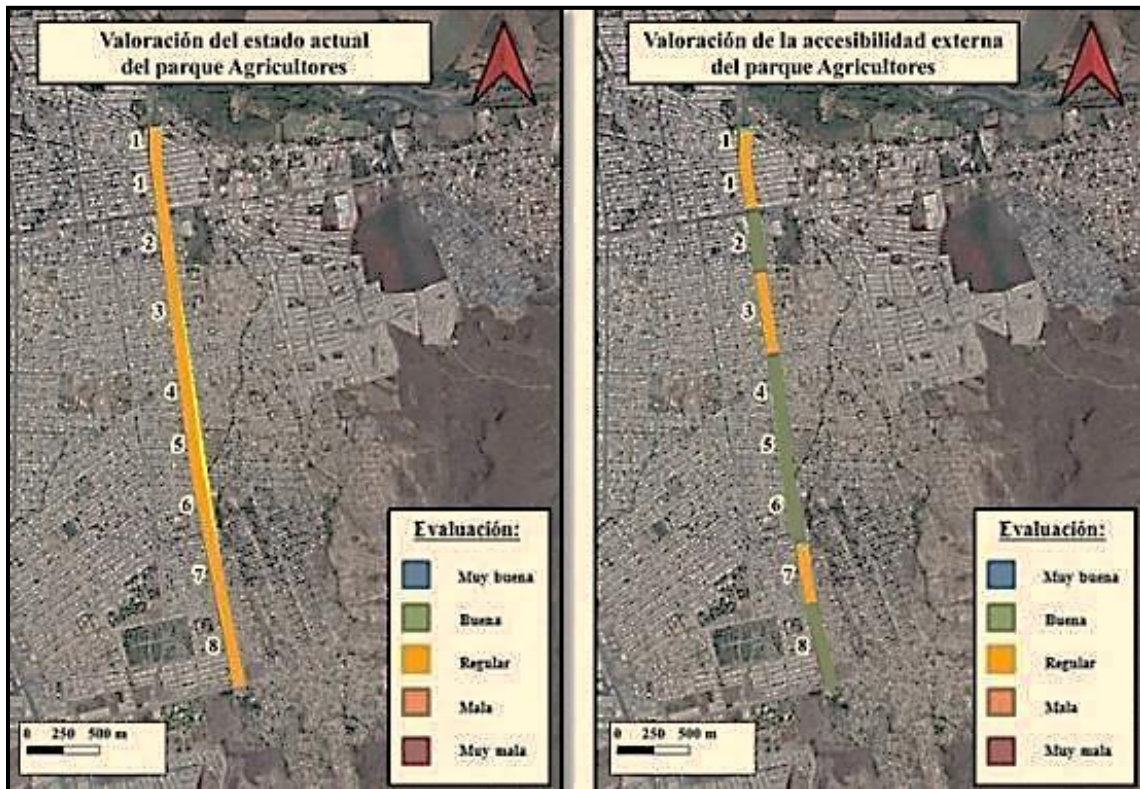 Valoración del estado actual
del parque Agricultores
1
1
2
3
4
5
6
7
8
Evaluación:
Muy buena
Buena
Regular
Mala
Muy mala
0 250 500 m
Valoración de la accesibilidad externa
del parque Agricultores
1
1
2
3
4
5
6
7
8
Evaluación:
Muy buena
Buena
Regular
Mala
Muy mala
0 250 500 m